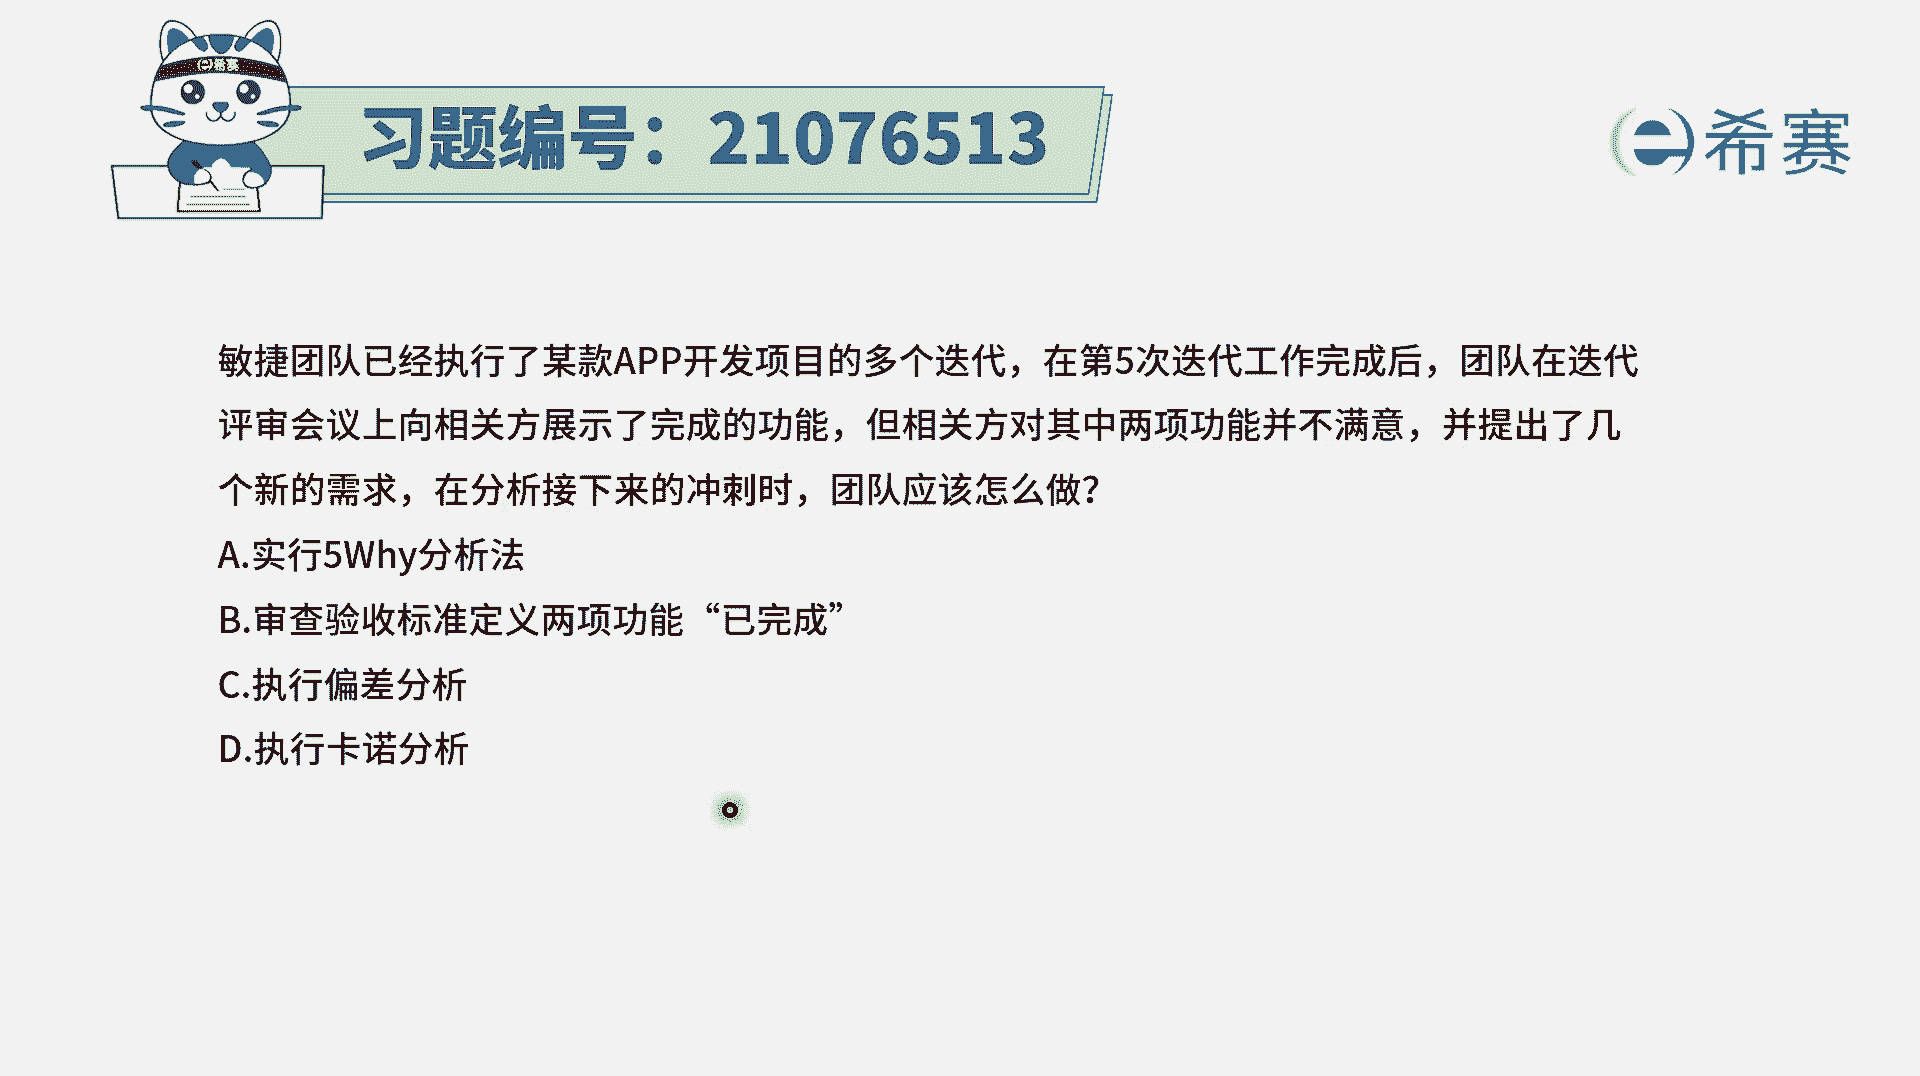 e希赛
习题编号：21076513
e希赛
敏捷团队已经执行了某款APP开发项目的多个迭代，在第5次迭代工作完成后，团队在迭代
评审会议上向相关方展示了完成的功能，但相关方对其中两项功能并不满意，并提出了几
个新的需求，在分析接下来的冲刺时，团队应该怎么做？
A.实行5Why分析法
B.审查验收标准定义两项功能“已完成”
C.执行偏差分析
D.执行卡诺分析